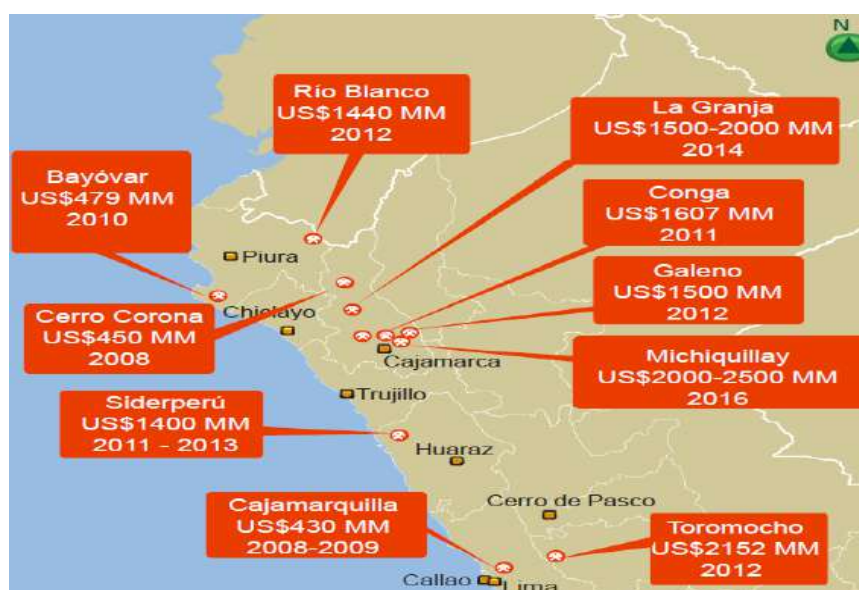 N
Río Blanco
US$1440 MM
2012
La Granja
US$1500-2000 MM
2014
Bayóvar
US$479 MM
2010
Conga
US$1607 MM
2011
Piura
Galeno
US$1500 MM
2012
Cerro Corona
US$450 MM
2008
Chiclayo
Cajamarca
Michiquillay
US$2000-2500 MM
2016
Trujillo
Siderperú
US$1400 MM
2011 - 2013
Huaraz
Cajamarquilla
US$430 MM
2008-2009
Cerro de Pasco
Toromocho
US$2152 MM
2012
Callao
Lima